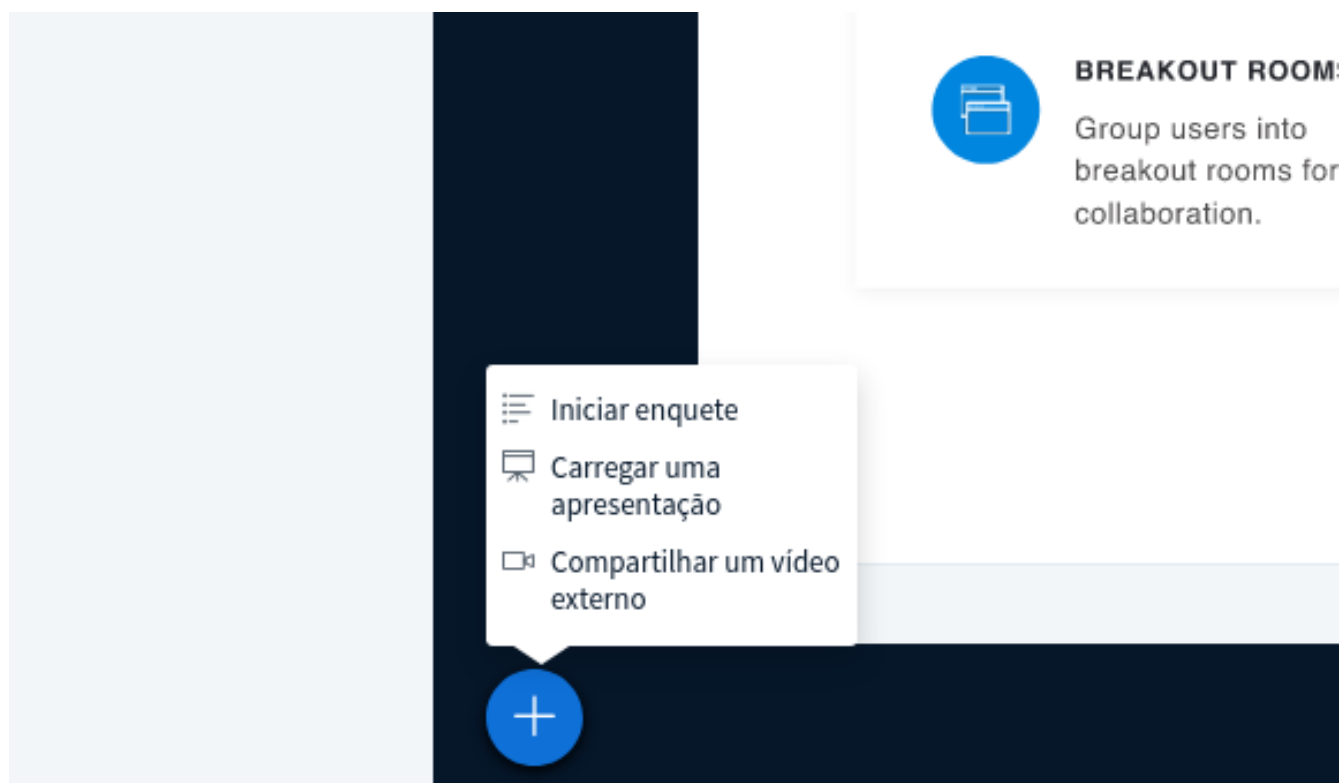 BREAKOUT ROOMS
Group users into
breakout rooms for
collaboration.
Iniciar enquete
Carregar uma
apresentação
Compartilhar um vídeo
externo